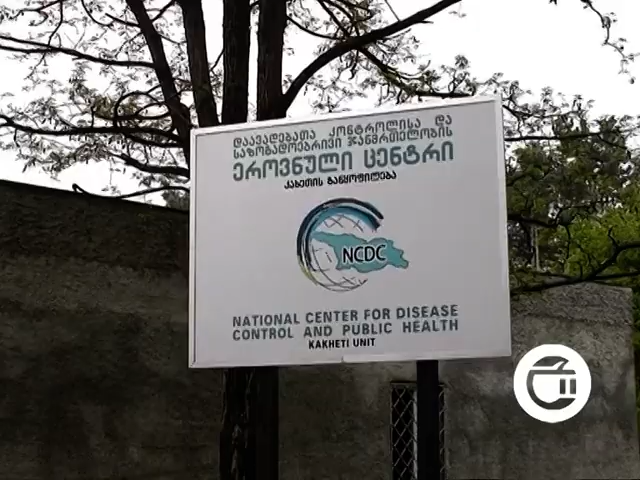 დაავადებათა კონტროლისა და
საზოგადოებრივი ჯანმრთელობის
ეროვნული ცენტრი
კახეთის განყოფილება
NCDC
NATIONAL CENTER FOR DISEASE
CONTROL AND PUBLIC HEALTH
KAKHETI UNIT